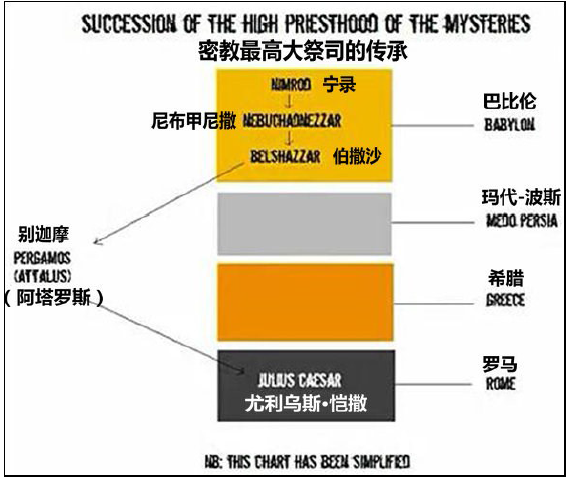 SUCCESSION OF THE HIGH PRIESTHOOD OF THE MYSTERIES
密教最高大祭司的传承
NIMROD 宁录
尼布甲尼撒 NEBUCHADNEZZAR
BELSHAZZAR 伯撒沙
巴比伦
BABYLON
玛代-波斯
MEDO PERSIA
别迦摩
PERGAMOS
(ATTALUS)
(阿塔罗斯)
希腊
GREECE
罗马
ROME
JULIUS CAESAR
尤利乌斯·恺撒
NB: THIS CHART HAS BEEN SIMPLIFIED